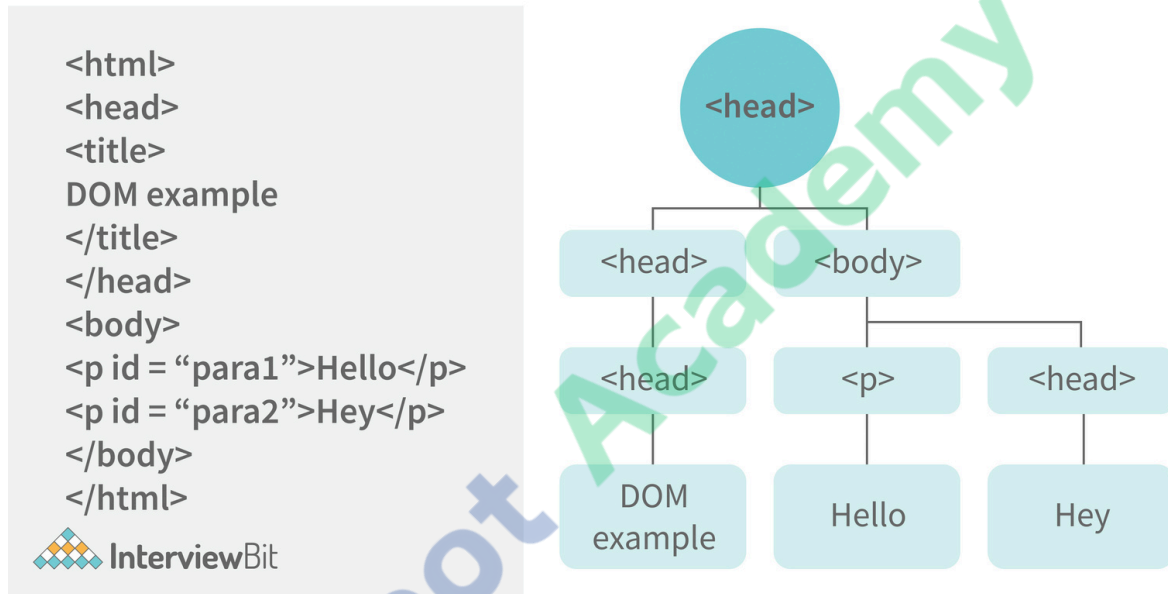 <html>
<head>
<title>
DOM example
</title>
</head>
<body>
<p id = “para1”>Hello</p>
<p id = “para2”>Hey</p>
</body>
</html>
InterviewBit
<head>
<head>
<body>
<head>
<p>
<head>
DOM
example
Hello
Hey
Academy